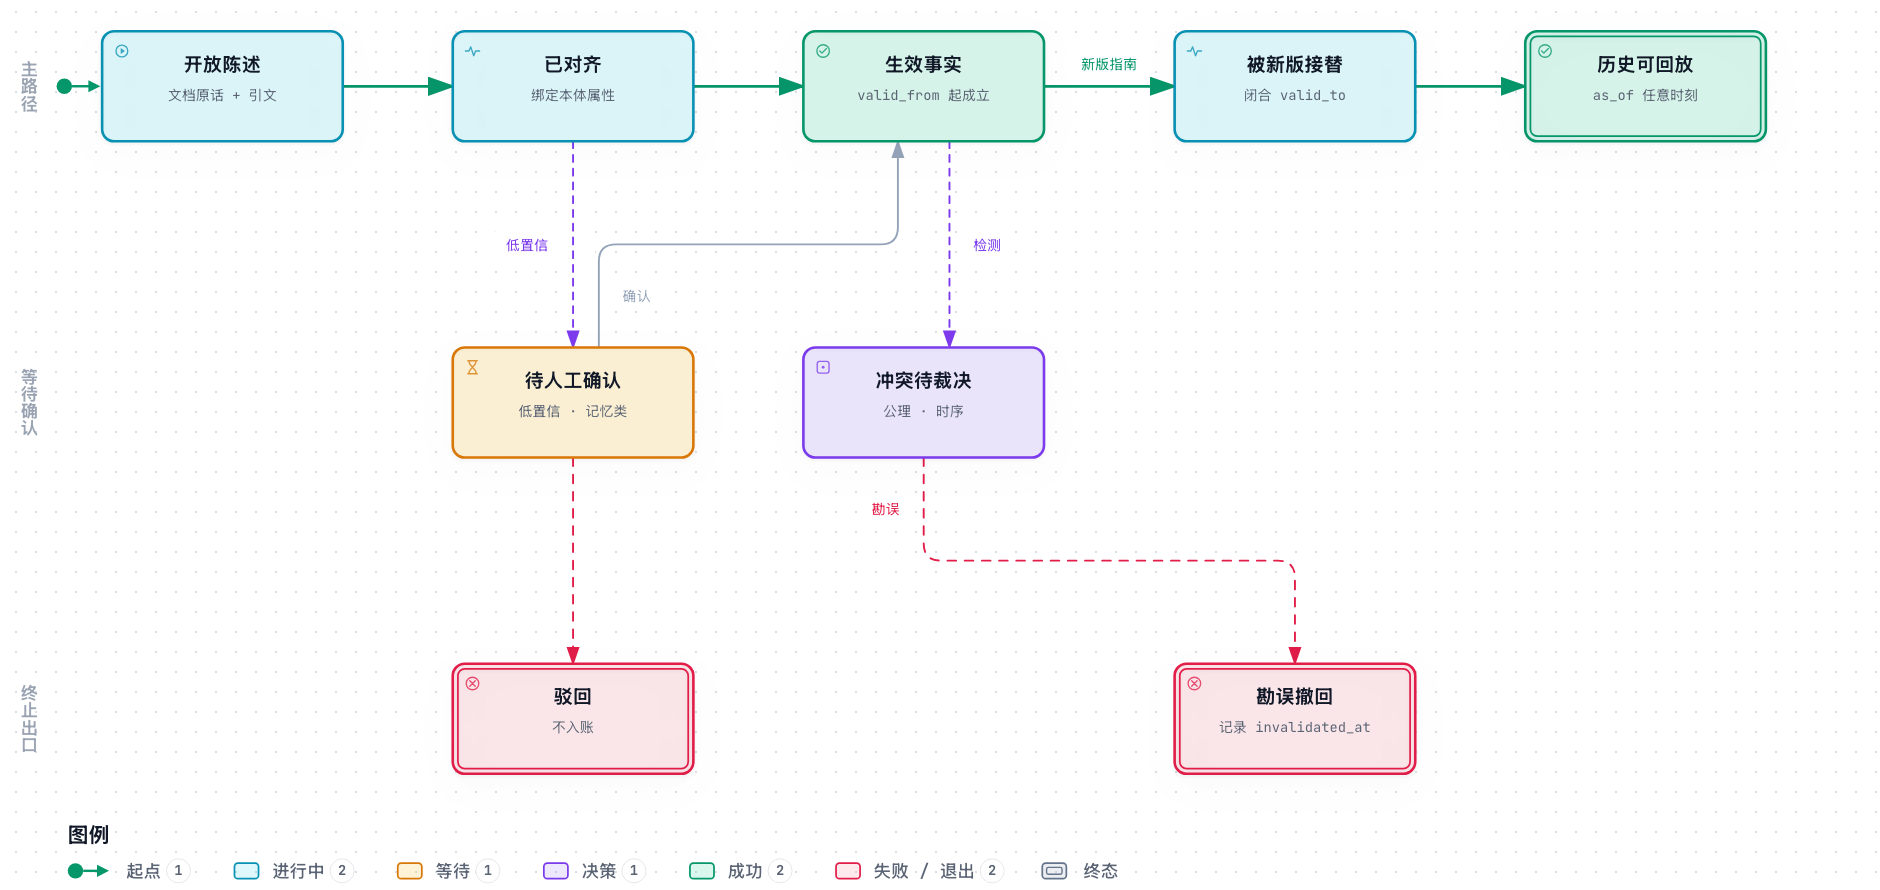 主路径
开放陈述
文档原话 + 引文
已对齐
绑定本体属性
生效事实
valid_from 起成立
新版指南
被新版接替
闭合 valid_to
历史可回放
as_of 任意时刻
低置信
检测
确认
等待确认
待人工确认
低置信 · 记忆类
冲突待裁决
公理 · 时序
勘误
终止出口
驳回
不入账
勘误撤回
记录 invalidated_at
图例
起点 1
进行中 2
等待 1
决策 1
成功 2
失败 / 退出 2
终态